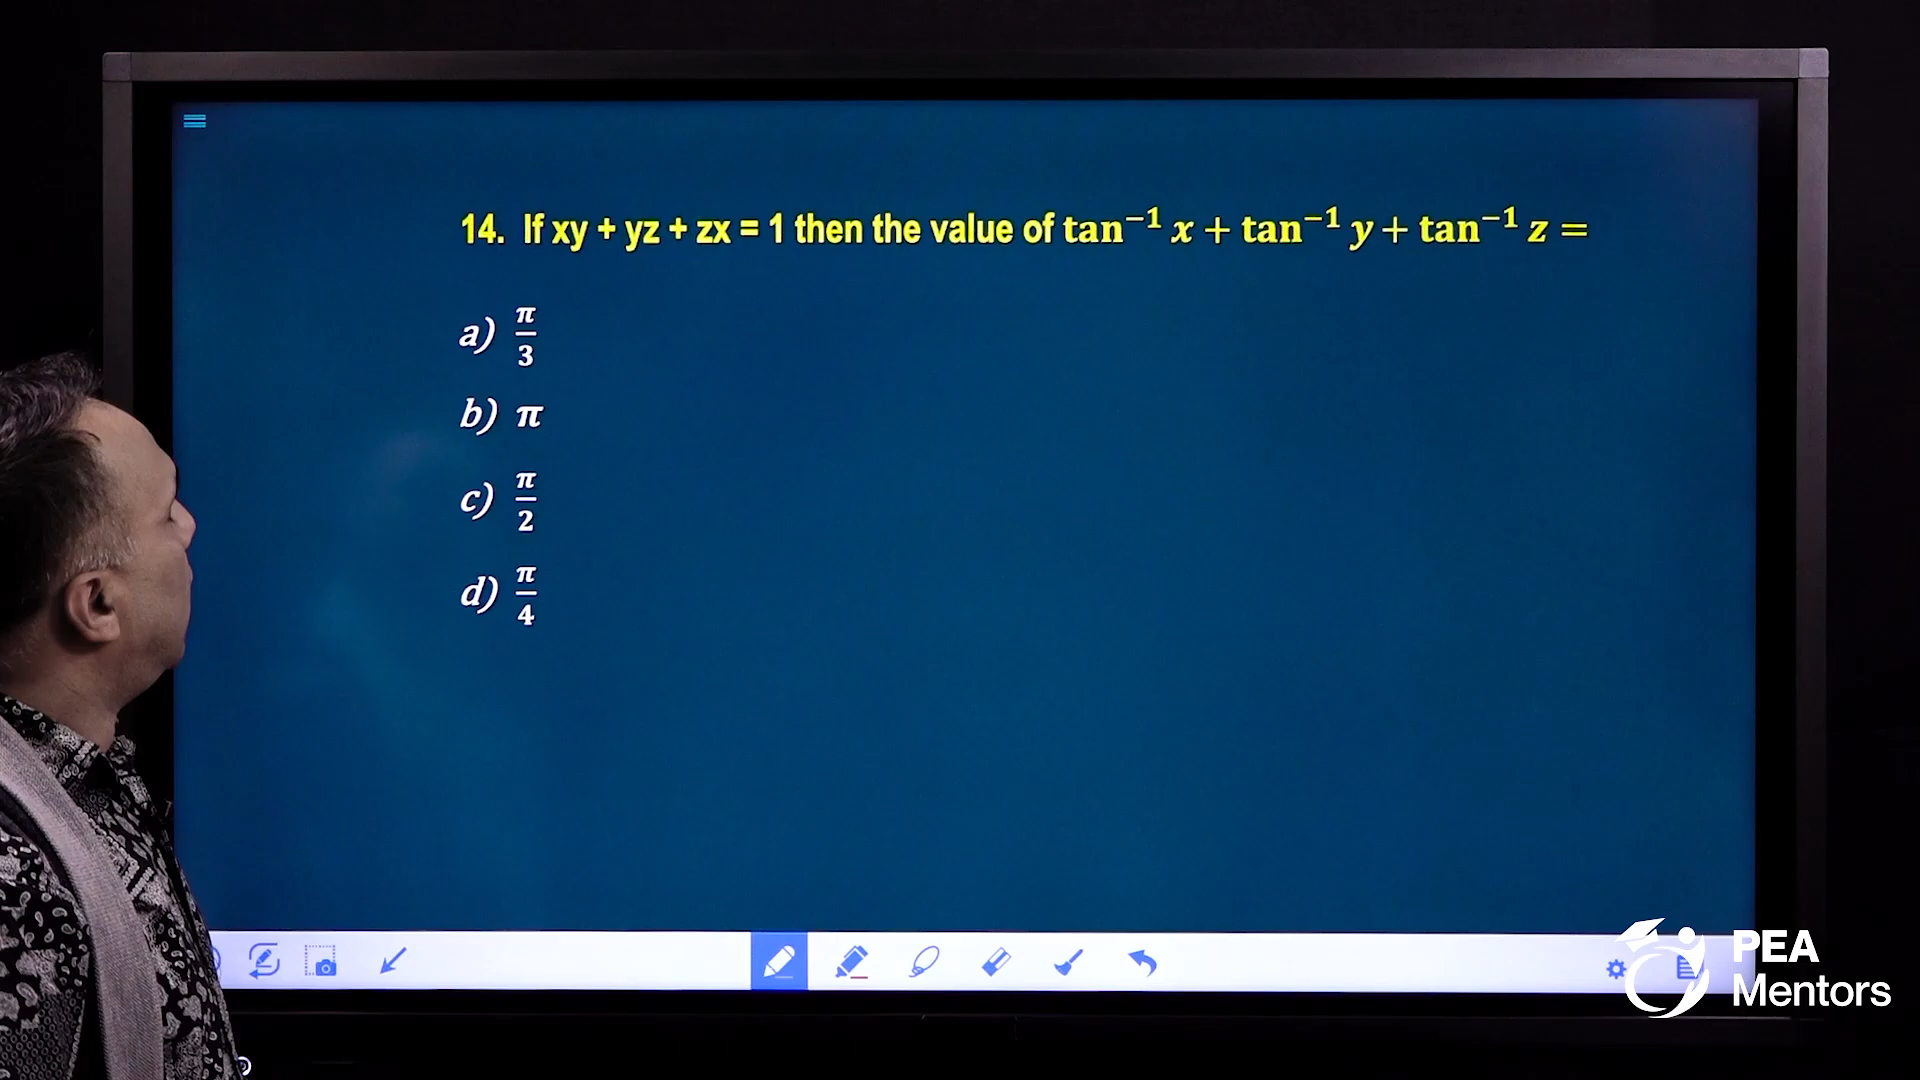 14. If xy + yz + zx = 1 then the value of tan⁻¹ x + tan⁻¹ y + tan⁻¹ z =
a) π/3
b) π
c) π/2
d) π/4
PEA
Mentors